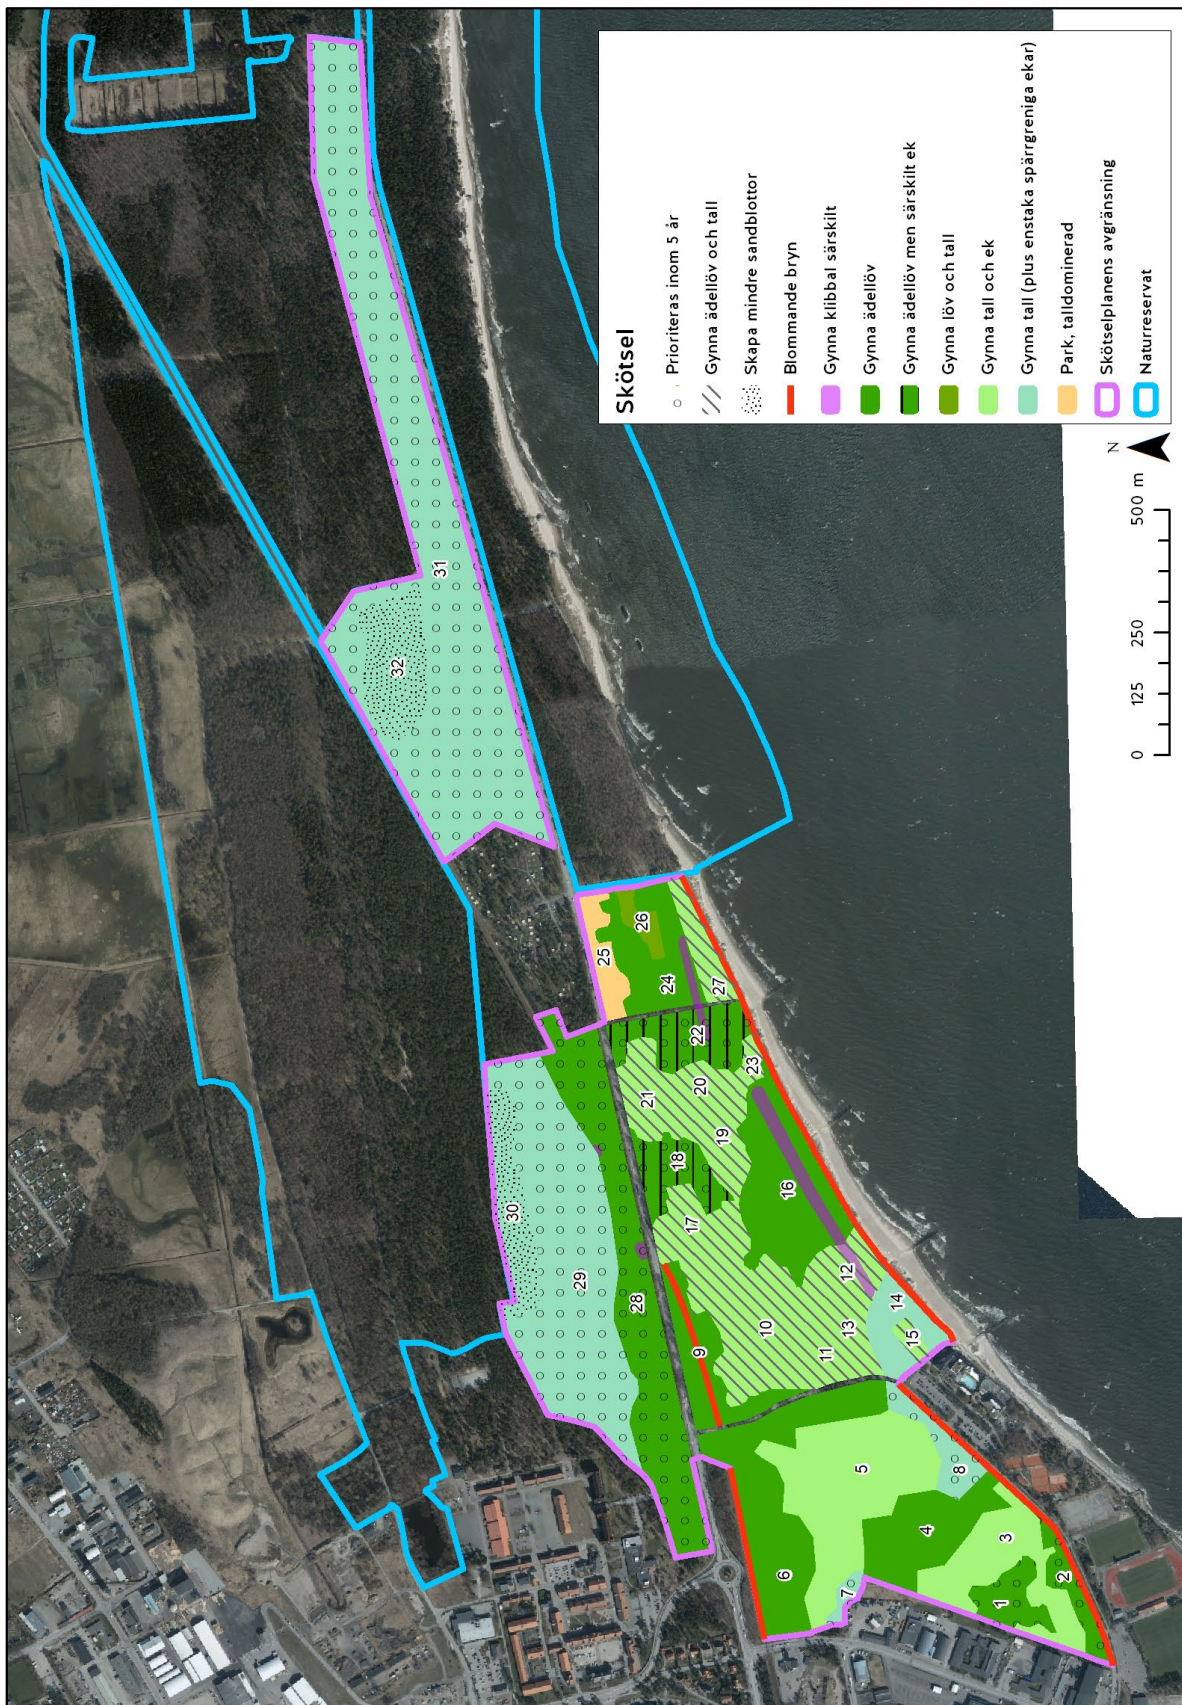 Skötsel
Prioriteras inom 5 år
Gynna ädellöv och tall
Skapa mindre sandblottor
Blommande bryn
Gynna klibbal särskilt
Gynna ädellöv
Gynna ädellöv men särskilt ek
Gynna löv och tall
Gynna tall och ek
Gynna tall (plus enstaka spärrgreniga ekar)
Park, talldominerad
Skötselplanens avgränsning
Naturreservat
N
0 125 250 500 m
1
2
3
4
5
6
7
8
9
10
11
12
13
14
15
16
17
18
19
20
21
22
23
24
25
26
27
28
29
30
31
32